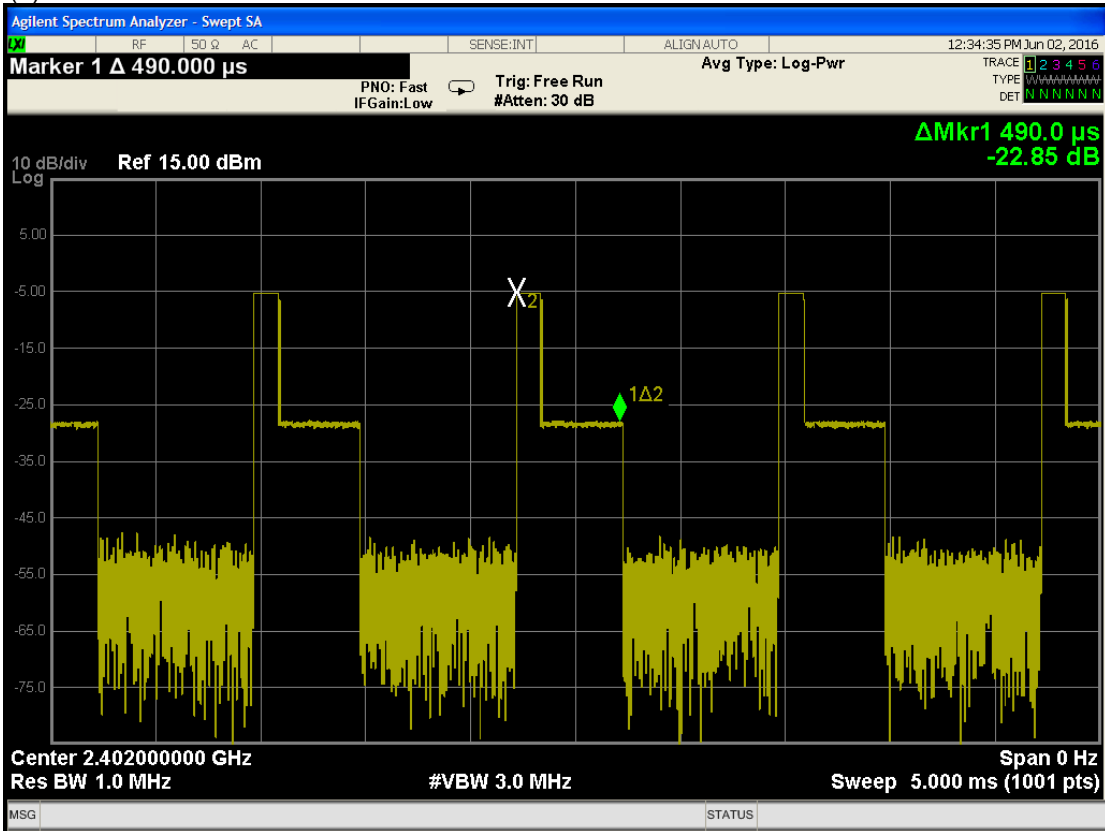 Agilent Spectrum Analyzer - Swept SA
LXI RF 50 Ω AC SENSE:INT ALIGN AUTO 12:34:35 PM Jun 02, 2016
Marker 1 Δ 490.000 µs
PNO: Fast
IFGain:Low
Trig: Free Run
#Atten: 30 dB
Avg Type: Log-Pwr
TRACE 1 2 3 4 5 6
TYPE
DET N N N N N N
ΔMkr1 490.0 µs
-22.85 dB
10 dB/div Ref 15.00 dBm
Log
5.00
-5.00
X2
-15.0
1Δ2
-25.0
-35.0
-45.0
-55.0
-65.0
-75.0
Center 2.402000000 GHz Span 0 Hz
Res BW 1.0 MHz #VBW 3.0 MHz Sweep 5.000 ms (1001 pts)
MSG STATUS